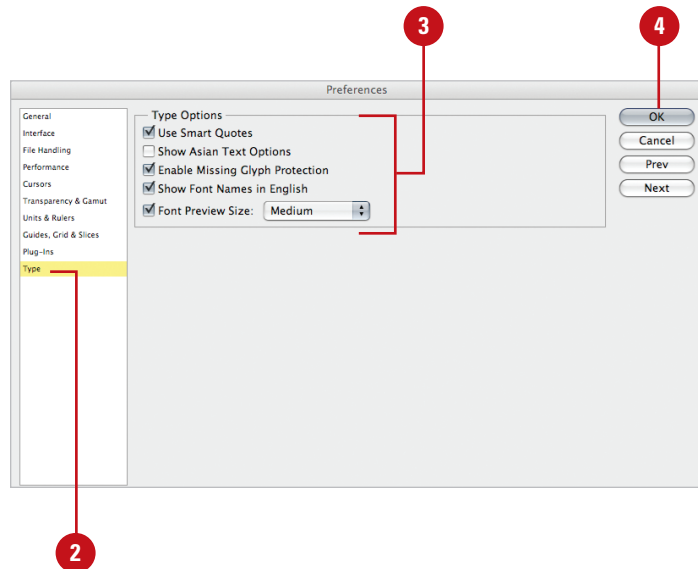 3
4
Preferences
General
Interface
File Handling
Performance
Cursors
Transparency & Gamut
Units & Rulers
Guides, Grid & Slices
Plug-Ins
Type
Type Options
Use Smart Quotes
Show Asian Text Options
Enable Missing Glyph Protection
Show Font Names in English
Font Preview Size: Medium
OK
Cancel
Prev
Next
2